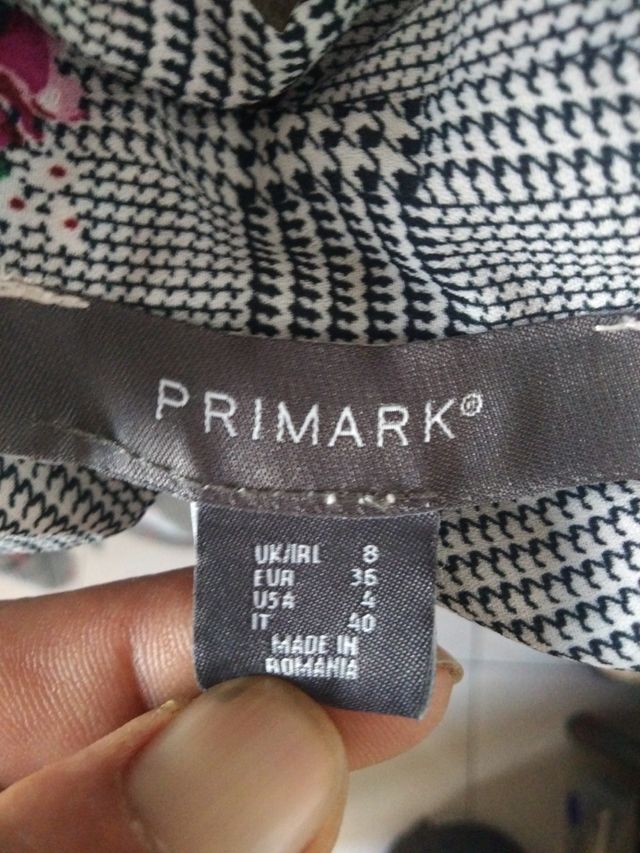 PRIMARK®
UK/IRL 8
EUR 36
USA 4
IT 40
MADE IN
ROMANIA